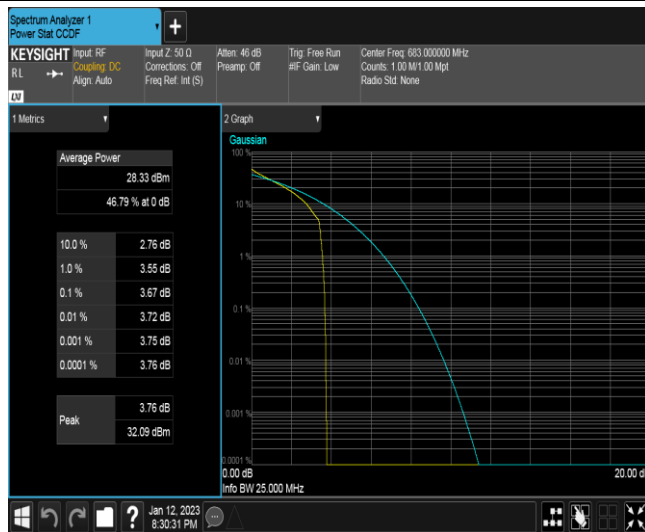 Spectrum Analyzer 1
Power Stat CCDF
+
KEYSIGHT
RL
LXI
Input: RF
Coupling: DC
Align: Auto
Input Z: 50 Ω
Corrections: Off
Freq Ref: Int (S)
Atten: 46 dB
Preamp: Off
Trig: Free Run
#IF Gain: Low
Center Freq: 683.000000 MHz
Counts: 1.00 M/1.00 Mpt
Radio Std: None
1 Metrics
Average Power
28.33 dBm
46.79 % at 0 dB
10.0 % 2.76 dB
1.0 % 3.55 dB
0.1 % 3.67 dB
0.01 % 3.72 dB
0.001 % 3.75 dB
0.0001 % 3.76 dB
Peak
3.76 dB
32.09 dBm
2 Graph
Gaussian
100 %
10 %
1 %
0.1 %
0.01 %
0.001 %
0.0001 %
0.00 dB
20.00 d
Info BW 25.000 MHz
?
Jan 12, 2023
8:30:31 PM